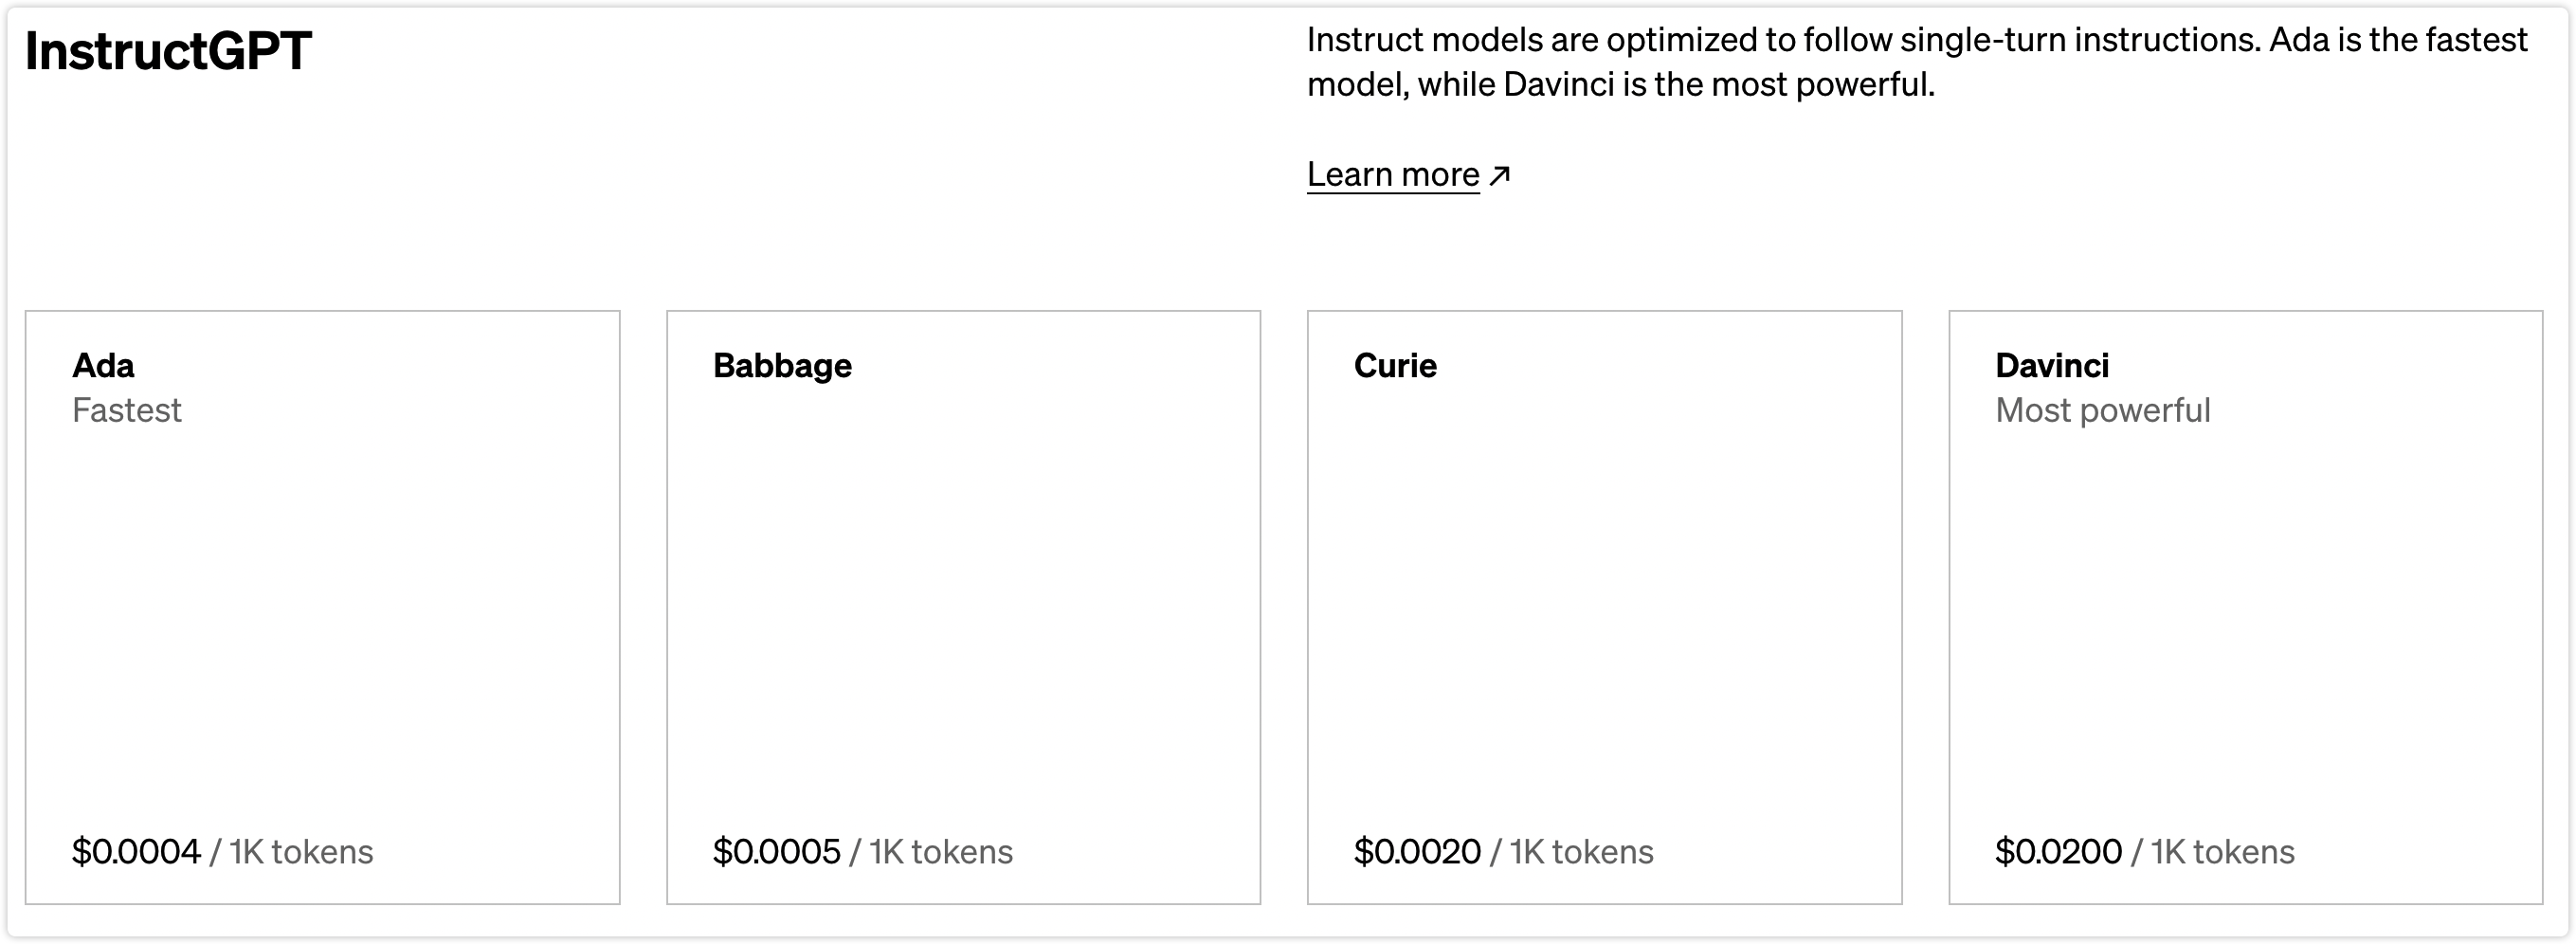 InstructGPT
Instruct models are optimized to follow single-turn instructions. Ada is the fastest
model, while Davinci is the most powerful.
Learn more ↗
Ada
Fastest
$0.0004 / 1K tokens
Babbage
$0.0005 / 1K tokens
Curie
$0.0020 / 1K tokens
Davinci
Most powerful
$0.0200 / 1K tokens